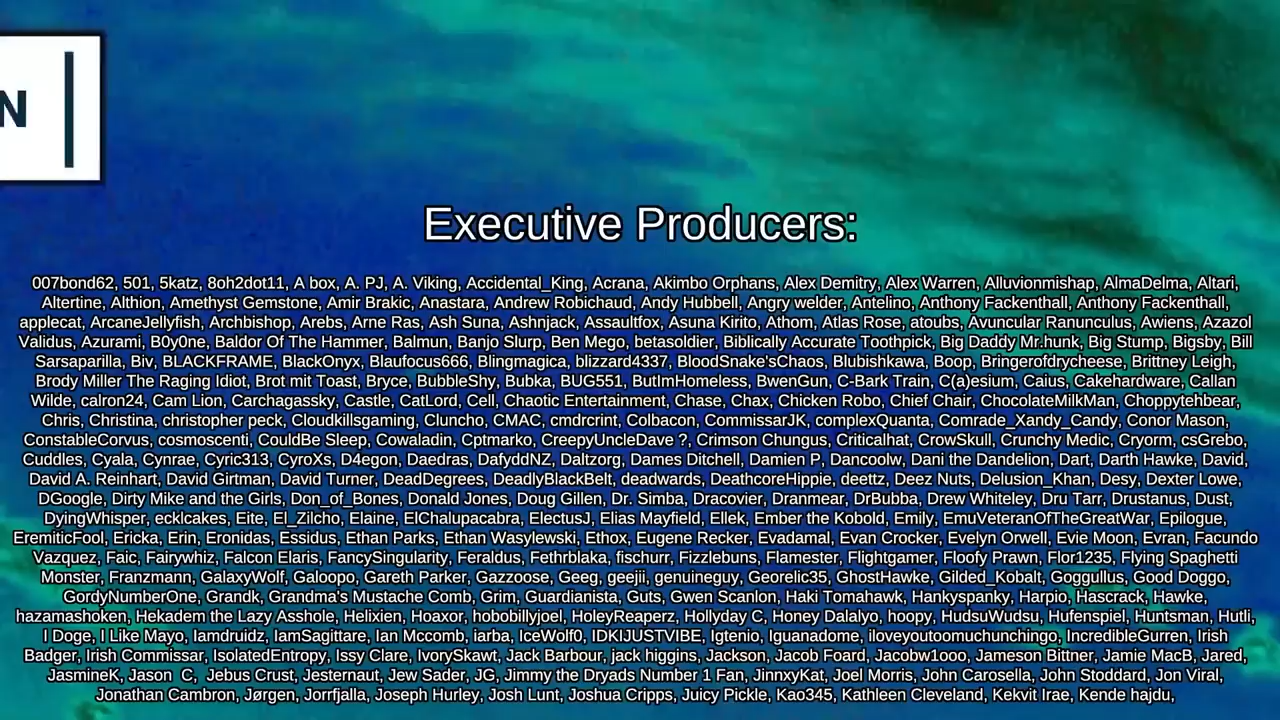 N
Executive Producers:
007bond62, 501, 5katz, 8oh2dot11, A box, A. PJ, A. Viking, Accidental_King, Acrana, Akimbo Orphans, Alex Demitry, Alex Warren, Alluvionmishap, AlmaDelma, Altari,
Altertine, Althion, Amethyst Gemstone, Amir Brakic, Anastara, Andrew Robichaud, Andy Hubbell, Angry welder, Antelino, Anthony Fackenthall, Anthony Fackenthall,
applecat, ArcaneJellyfish, Archbishop, Arebs, Arne Ras, Ash Suna, Ashnjack, Assaultfox, Asuna Kirito, Athom, Atlas Rose, atoubs, Avuncular Ranunculus, Awiens, Azazol
Validus, Azurami, B0y0ne, Baldor Of The Hammer, Balmun, Banjo Slurp, Ben Mego, betasoldier, Biblically Accurate Toothpick, Big Daddy Mr.hunk, Big Stump, Bigsby, Bill
Sarsaparilla, Biv, BLACKFRAME, BlackOnyx, Blaufocus666, Blingmagica, blizzard4337, BloodSnake'sChaos, Blubishkawa, Boop, Bringerofdrycheese, Brittney Leigh,
Brody Miller The Raging Idiot, Brot mit Toast, Bryce, BubbleShy, Bubka, BUG551, ButImHomeless, BwenGun, C-Bark Train, C(a)esium, Caius, Cakehardware, Callan
Wilde, calron24, Cam Lion, Carchagassky, Castle, CatLord, Cell, Chaotic Entertainment, Chase, Chax, Chicken Robo, Chief Chair, ChocolateMilkMan, Choppytehbear,
Chris, Christina, christopher peck, Cloudkillsgaming, Cluncho, CMAC, cmdrcrint, Colbacon, CommissarJK, complexQuanta, Comrade_Xandy_Candy, Conor Mason,
ConstableCorvus, cosmoscenti, CouldBe Sleep, Cowaladin, Cptmarko, CreepyUncleDave ?, Crimson Chungus, Criticalhat, CrowSkull, Crunchy Medic, Cryorm, csGrebo,
Cuddles, Cyala, Cynrae, Cyric313, CyroXs, D4egon, Daedras, DafyddNZ, Daltzorg, Dames Ditchell, Damien P, Dancoolw, Dani the Dandelion, Dart, Darth Hawke, David,
David A. Reinhart, David Girtman, David Turner, DeadDegrees, DeadlyBlackBelt, deadwards, DeathcoreHippie, deettz, Deez Nuts, Delusion_Khan, Desy, Dexter Lowe,
DGoogle, Dirty Mike and the Girls, Don_of_Bones, Donald Jones, Doug Gillen, Dr. Simba, Dracovier, Dranmear, DrBubba, Drew Whiteley, Dru Tarr, Drustanus, Dust,
DyingWhisper, ecklcakes, Eite, El_Zilcho, Elaine, ElChalupacabra, ElectusJ, Elias Mayfield, Ellek, Ember the Kobold, Emily, EmuVeteranOfTheGreatWar, Epilogue,
EremiticFool, Ericka, Erin, Eronidas, Essidus, Ethan Parks, Ethan Wasylewski, Ethox, Eugene Recker, Evadamal, Evan Crocker, Evelyn Orwell, Evie Moon, Evran, Facundo
Vazquez, Faic, Fairywhiz, Falcon Elaris, FancySingularity, Feraldus, Fethrblaka, fischurr, Fizzlebuns, Flamester, Flightgamer, Floofy Prawn, Flor1235, Flying Spaghetti
Monster, Franzmann, GalaxyWolf, Galoopo, Gareth Parker, Gazzoose, Geeg, geejii, genuineguy, Georelic35, GhostHawke, Gilded_Kobalt, Goggullus, Good Doggo,
GordyNumberOne, Grandk, Grandma's Mustache Comb, Grim, Guardianista, Guts, Gwen Scanlon, Haki Tomahawk, Hankyspanky, Harpio, Hascrack, Hawke,
hazamashoken, Hekadem the Lazy Asshole, Helixien, Hoaxor, hobobillyjoel, HoleyReaperz, Hollyday C, Honey Dalalyo, hoopy, HudsuWudsu, Hufenspiel, Huntsman, Hutli,
I Doge, I Like Mayo, Iamdruidz, IamSagittare, Ian Mccomb, iarba, IceWolf0, IDKIJUSTVIBE, Igtenio, Iguanadome, iloveyoutoomuchunchingo, IncredibleGurren, Irish
Badger, Irish Commissar, IsolatedEntropy, Issy Clare, IvorySkawt, Jack Barbour, jack higgins, Jackson, Jacob Foard, Jacobw1ooo, Jameson Bittner, Jamie MacB, Jared,
JasmineK, Jason  C,  Jebus Crust, Jesternaut, Jew Sader, JG, Jimmy the Dryads Number 1 Fan, JinnxyKat, Joel Morris, John Carosella, John Stoddard, Jon Viral,
Jonathan Cambron, Jørgen, Jorrfjalla, Joseph Hurley, Josh Lunt, Joshua Cripps, Juicy Pickle, Kao345, Kathleen Cleveland, Kekvit Irae, Kende hajdu,